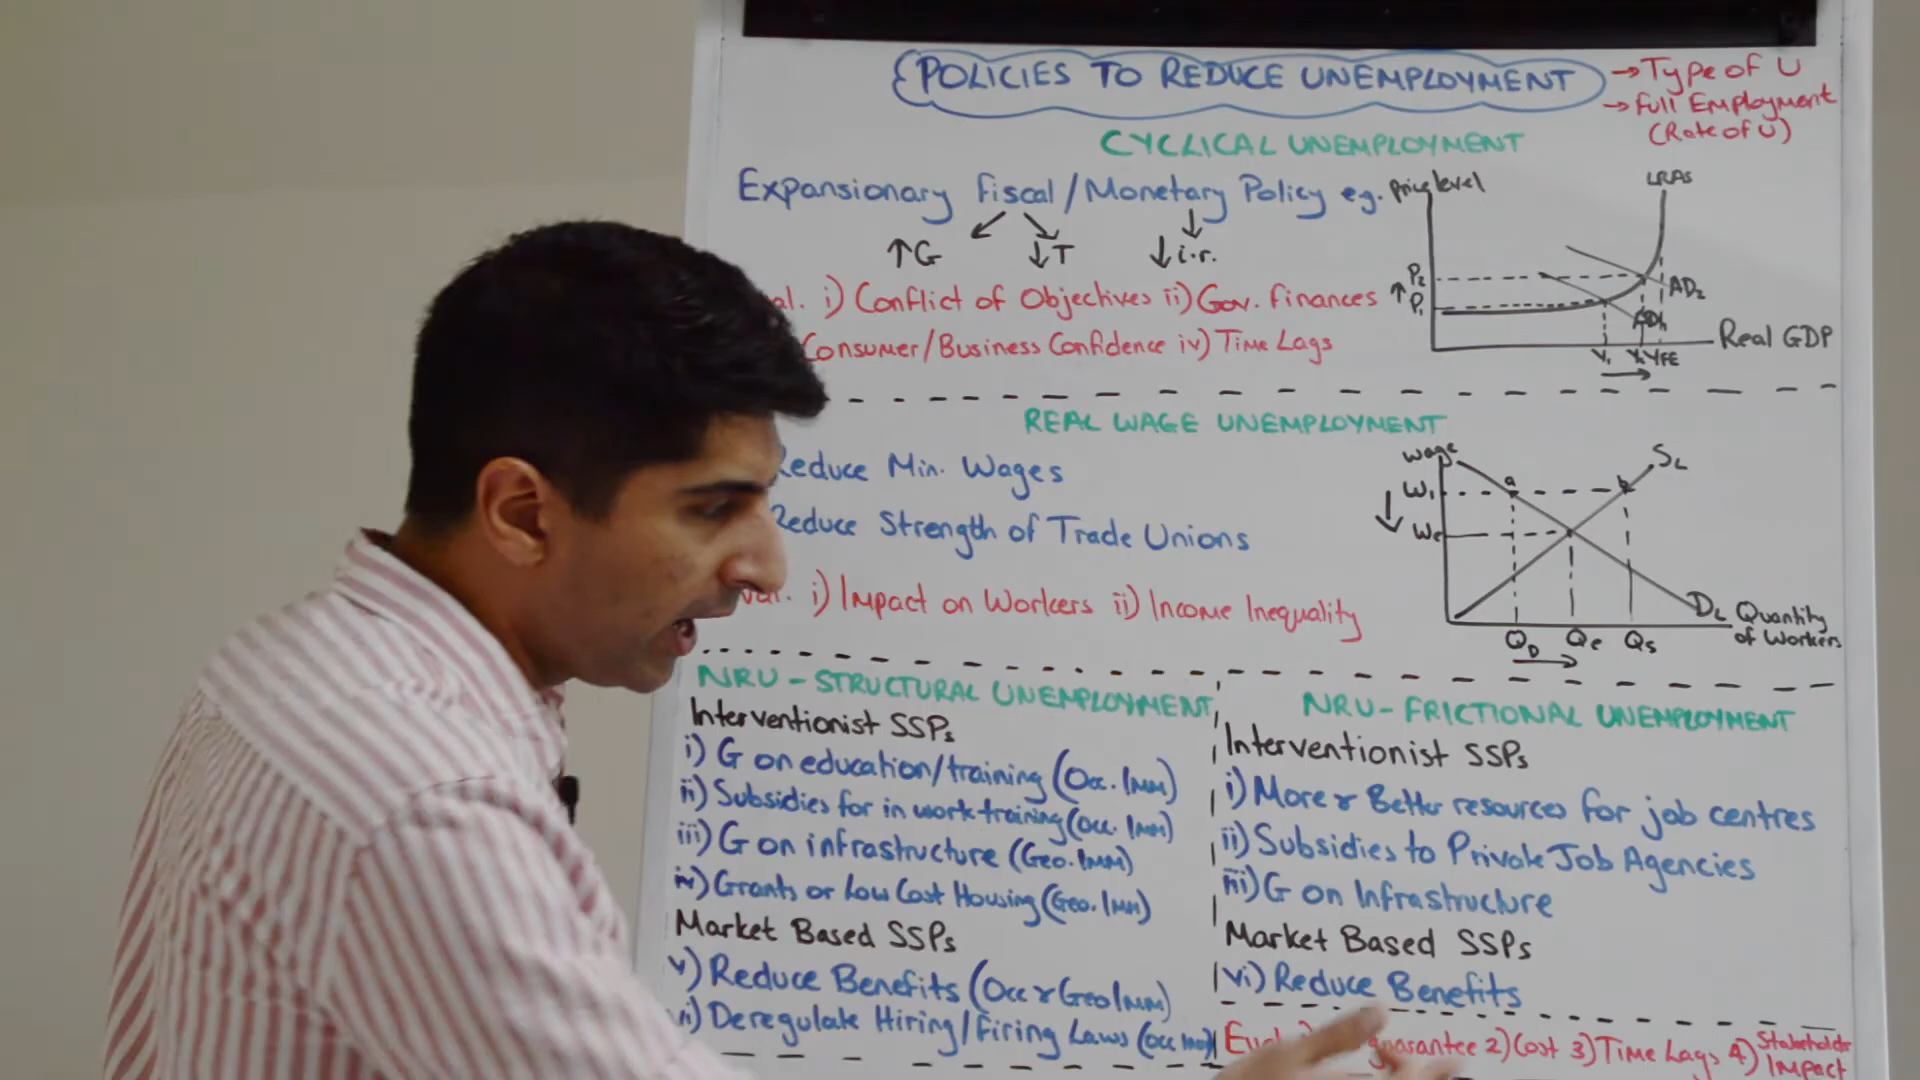 POLICIES TO REDUCE UNEMPLOYMENT
→ Type of U
→ Full Employment
(Rate of U)
CYCLICAL UNEMPLOYMENT
Expansionary Fiscal/Monetary Policy eg.
↑G ↓T ↓i.r.
i) Conflict of Objectives ii) Gov. Finances
Consumer/Business Confidence iv) Time Lags
Price level
LRAS
P2
P1
AD2
AD1
Real GDP
Y1 Y2 YFE
REAL WAGE UNEMPLOYMENT
Reduce Min. Wages
Reduce Strength of Trade Unions
i) Impact on Workers ii) Income Inequality
Wage
SL
W1 a b
We
DL Quantity
of Workers
QD Qe Qs
NRU - STRUCTURAL UNEMPLOYMENT
Interventionist SSPs
i) G on education/training (Occ. Imm)
ii) Subsidies for in work training (Occ. Imm)
iii) G on infrastructure (Geo. Imm)
iv) Grants or Low Cost Housing (Geo. Imm)
Market Based SSPs
v) Reduce Benefits (Occ & Geo Imm)
vi) Deregulate Hiring/Firing Laws (Occ Imm)
NRU - FRICTIONAL UNEMPLOYMENT
Interventionist SSPs
i) More & Better resources for job centres
ii) Subsidies to Private Job Agencies
iii) G on Infrastructure
Market Based SSPs
vi) Reduce Benefits
guarantee 2) Cost 3) Time Lags 4) Stakeholder
Impact